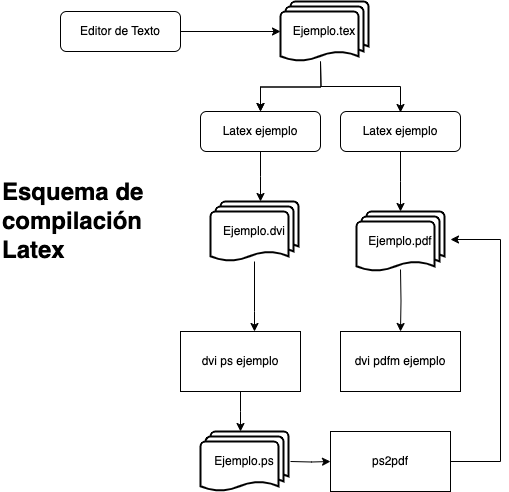 Editor de Texto
Ejemplo.tex
Latex ejemplo
Latex ejemplo
Esquema de
compilación
Latex
Ejemplo.dvi
Ejemplo.pdf
dvi ps ejemplo
dvi pdfm ejemplo
Ejemplo.ps
ps2pdf